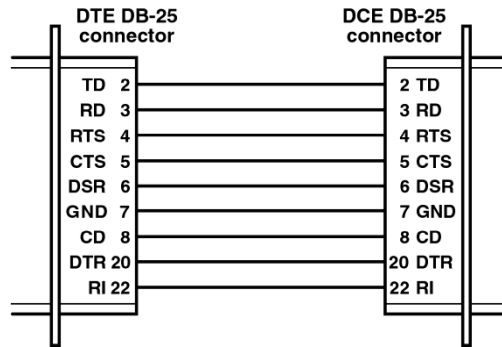 DTE DB-25
connector
DCE DB-25
connector
TD 2
2 TD
RD 3
3 RD
RTS 4
4 RTS
CTS 5
5 CTS
DSR 6
6 DSR
GND 7
7 GND
CD 8
8 CD
DTR 20
20 DTR
RI 22
22 RI